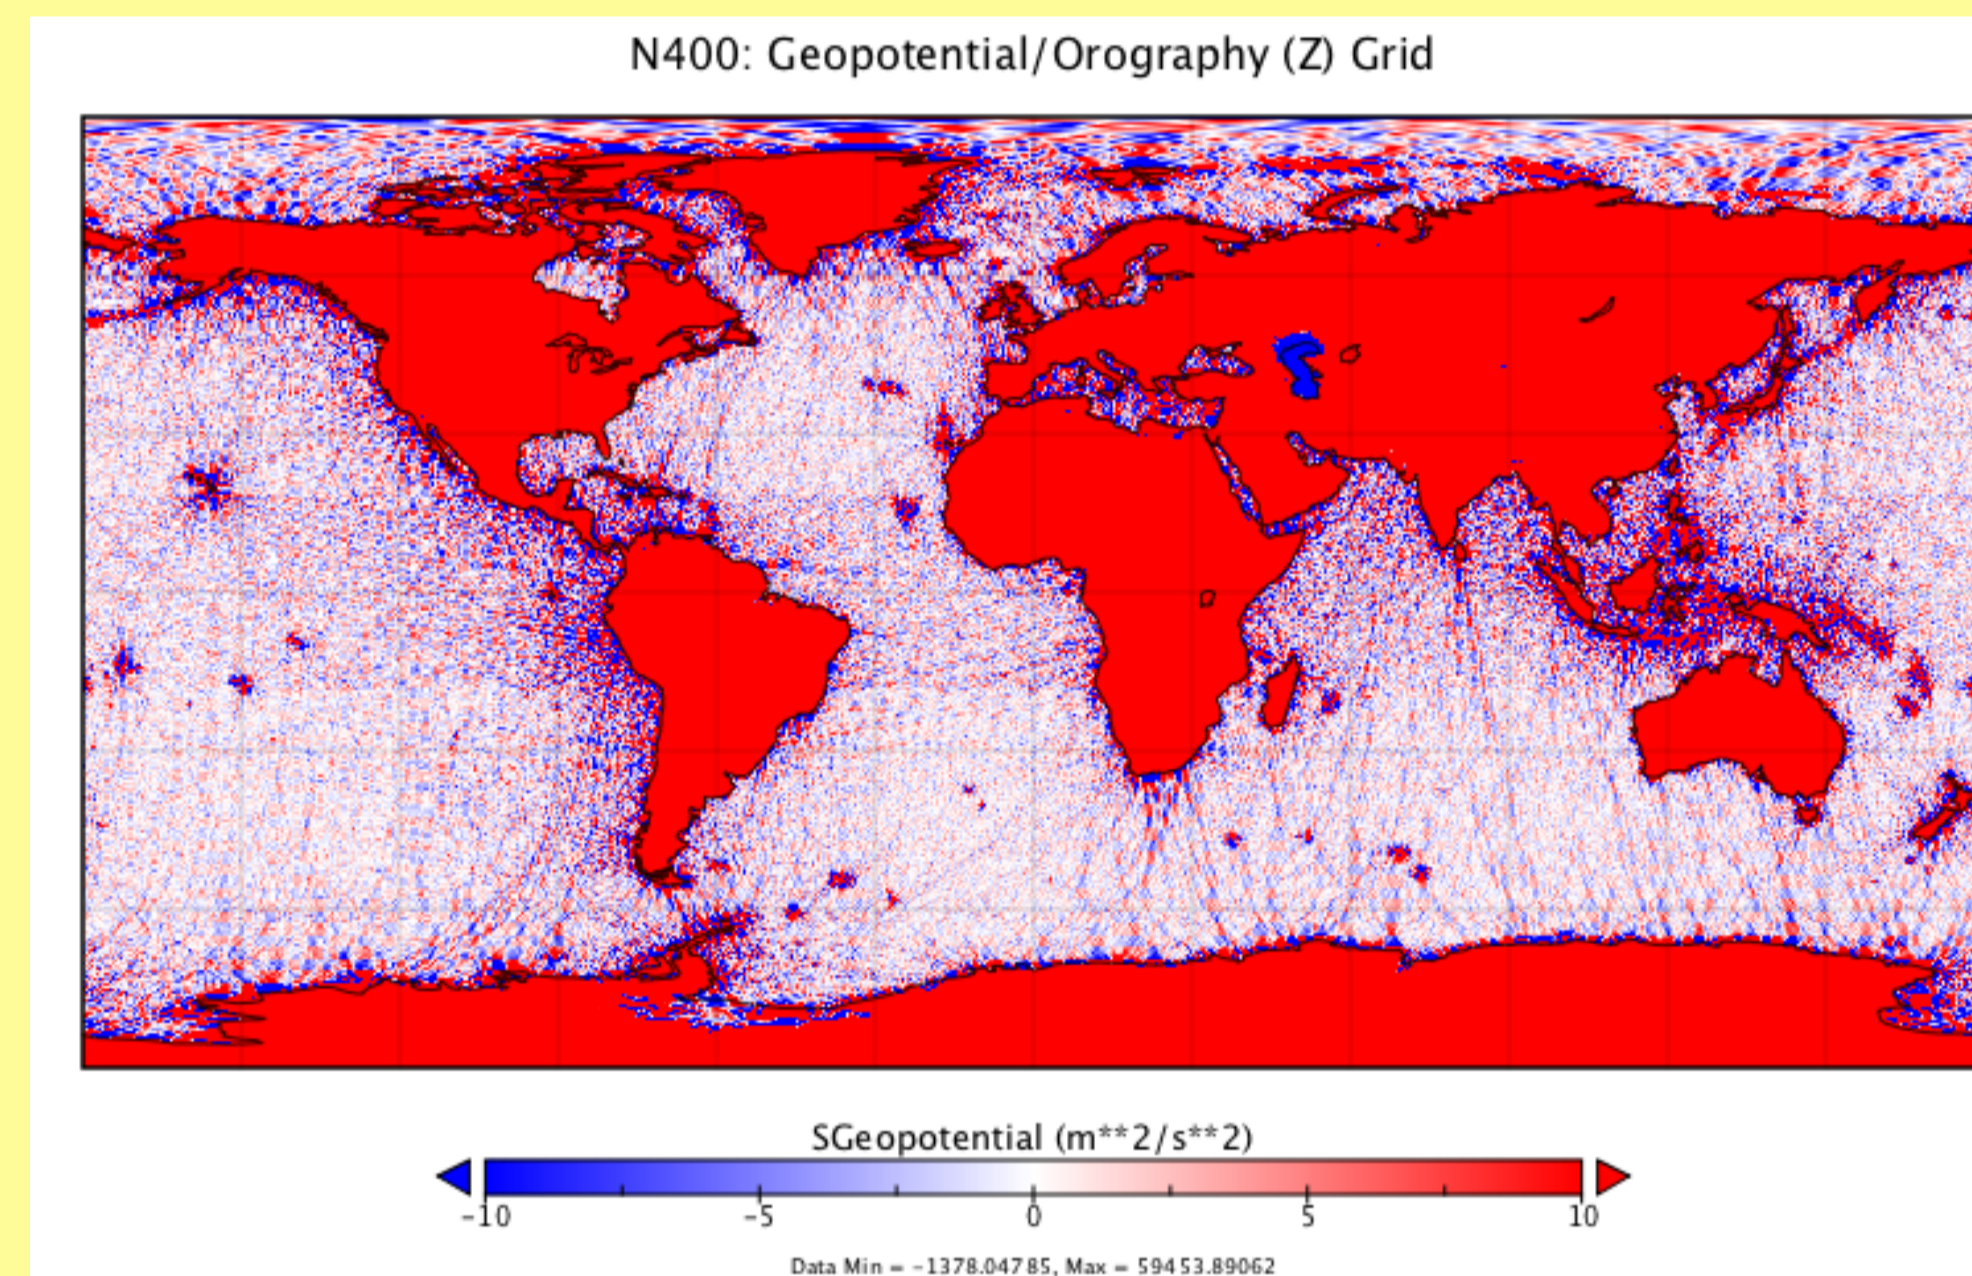 N400: Geopotential/Orography (Z) Grid
SGeopotential (m**2/s**2)
-10 -5 0 5 10
Data Min = -1378.04785, Max = 59453.89062